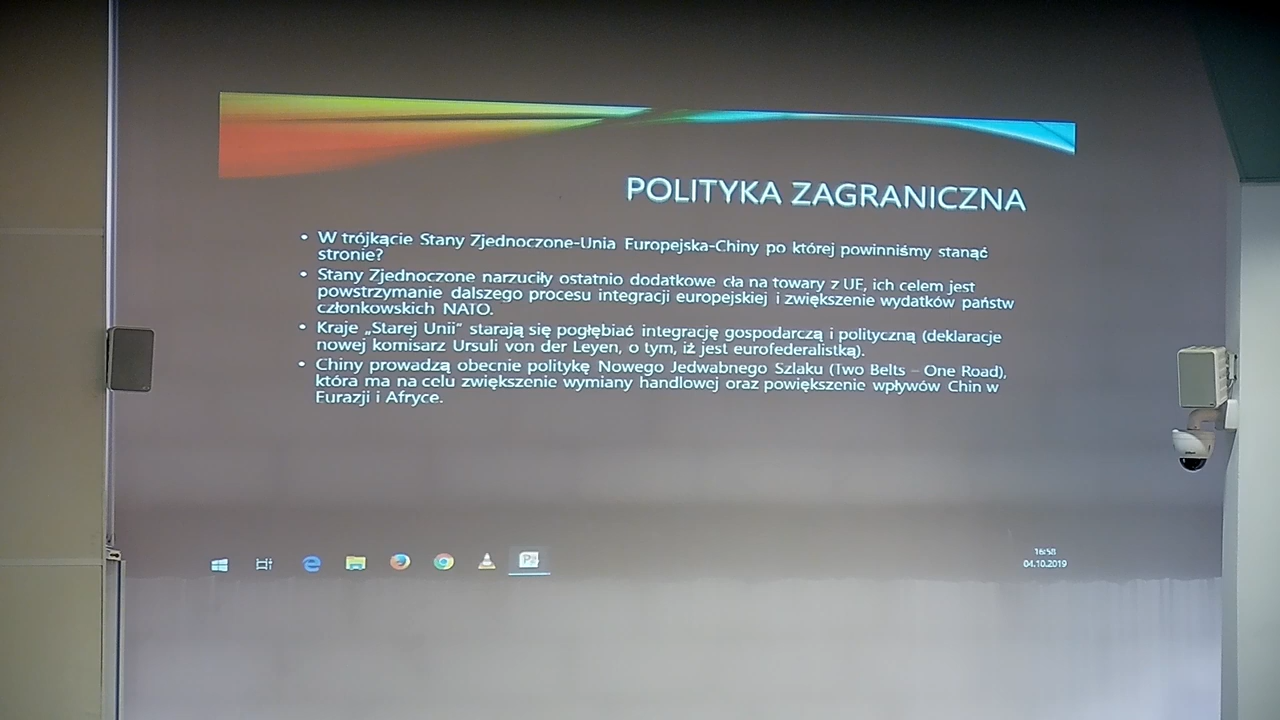 POLITYKA ZAGRANICZNA
• W trójkącie Stany Zjednoczone-Unia Europejska-Chiny po której powinniśmy stanąć
stronie?
• Stany Zjednoczone narzuciły ostatnio dodatkowe cła na towary z UE, ich celem jest
powstrzymanie dalszego procesu integracji europejskiej i zwiększenie wydatków państw
członkowskich NATO.
• Kraje „Starej Unii” starają się pogłębiać integrację gospodarczą i polityczną (deklaracje
nowej komisarz Ursuli von der Leyen, o tym, iż jest eurofederalistką).
• Chiny prowadzą obecnie politykę Nowego Jedwabnego Szlaku (Two Belts – One Road),
która ma na celu zwiększenie wymiany handlowej oraz powiększenie wpływów Chin w
Eurazji i Afryce.
16:58
04.10.2019